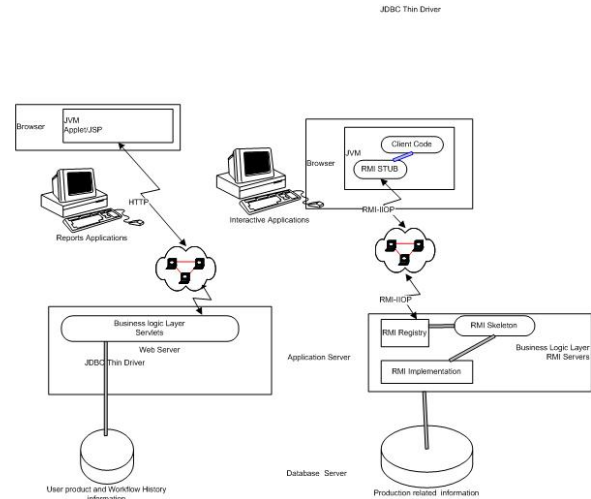 JDBC Thin Driver
Browser
JVM
Applet/JSP
HTTP
Reports Applications
Business logic Layer
Servlets
Web Server
JDBC Thin Driver
User product and Workflow History
information
Browser
JVM
Client Code
RMI STUB
Interactive Applications
RMI-IIOP
RMI-IIOP
Application Server
RMI Registry
RMI Skeleton
Business Logic Layer
RMI Servers
RMI Implementation
Database Server
Production related information